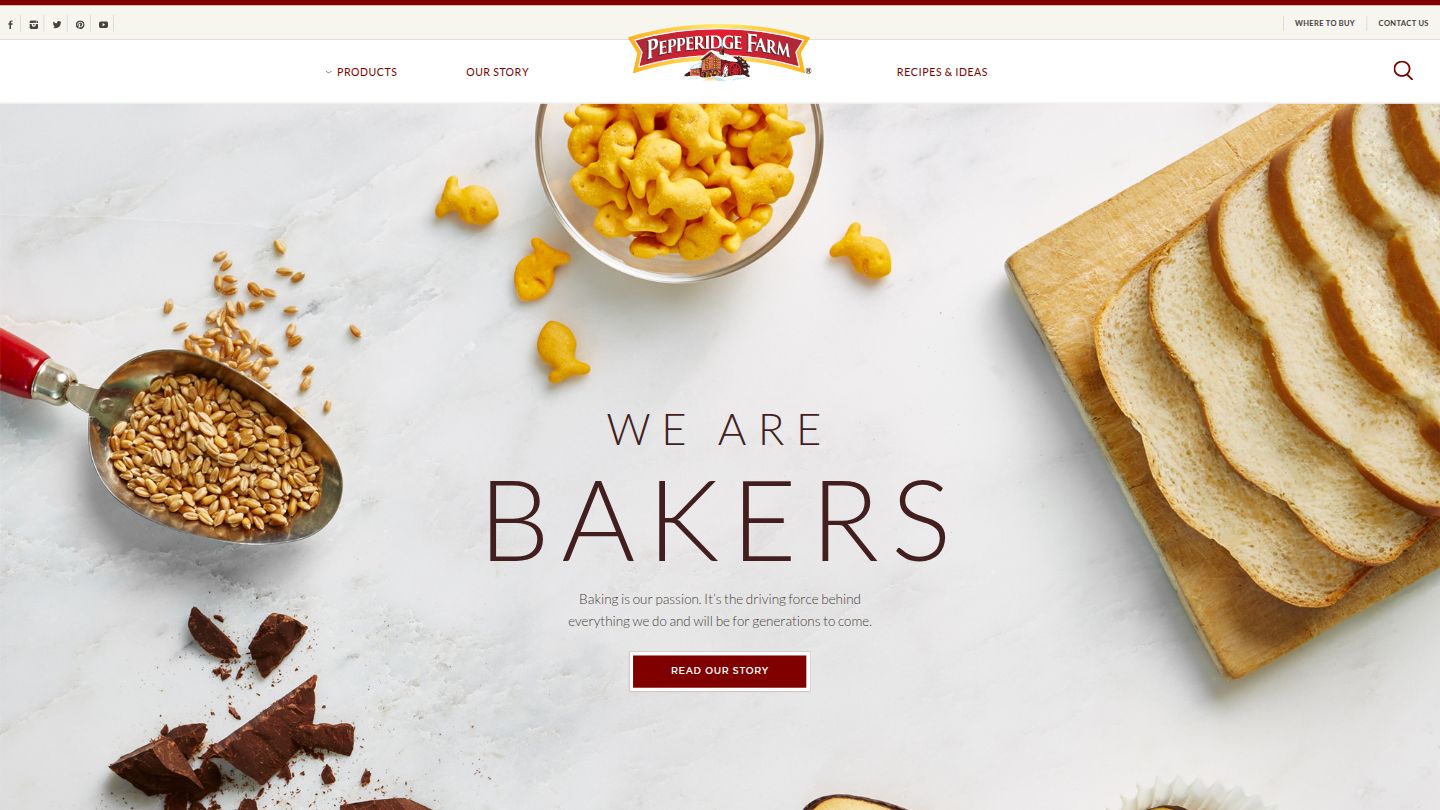 WHERE TO BUY
CONTACT US
PRODUCTS
OUR STORY
PEPPERIDGE FARM
®
RECIPES & IDEAS
WE ARE
BAKERS
Baking is our passion. It's the driving force behind
everything we do and will be for generations to come.
READ OUR STORY